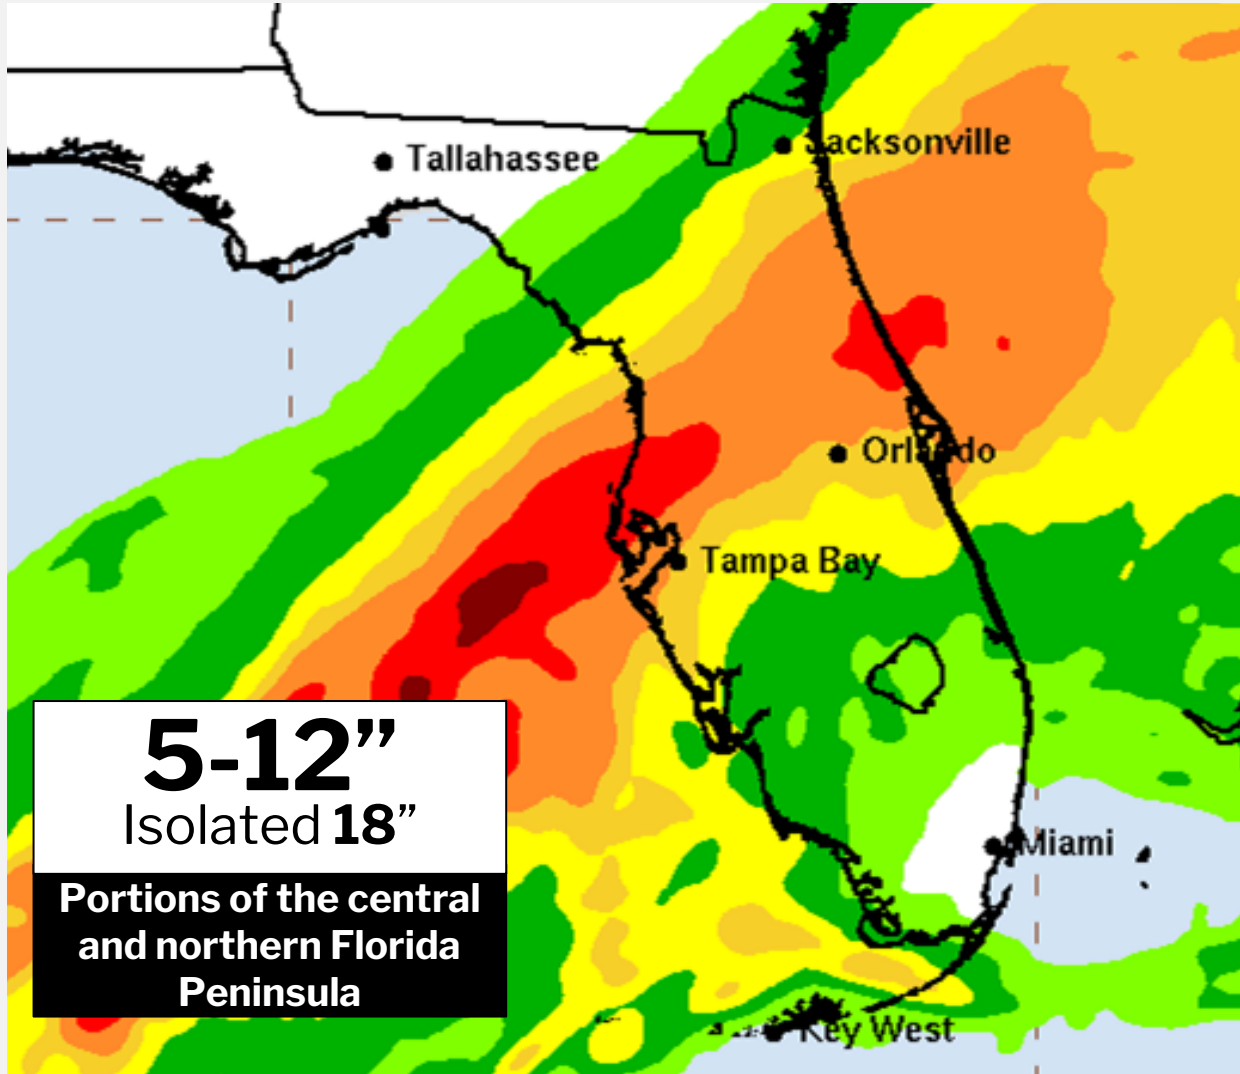 Tallahassee
Jacksonville
Orlando
Tampa Bay
Miami
Key West
5-12”
Isolated 18”
Portions of the central
and northern Florida
Peninsula